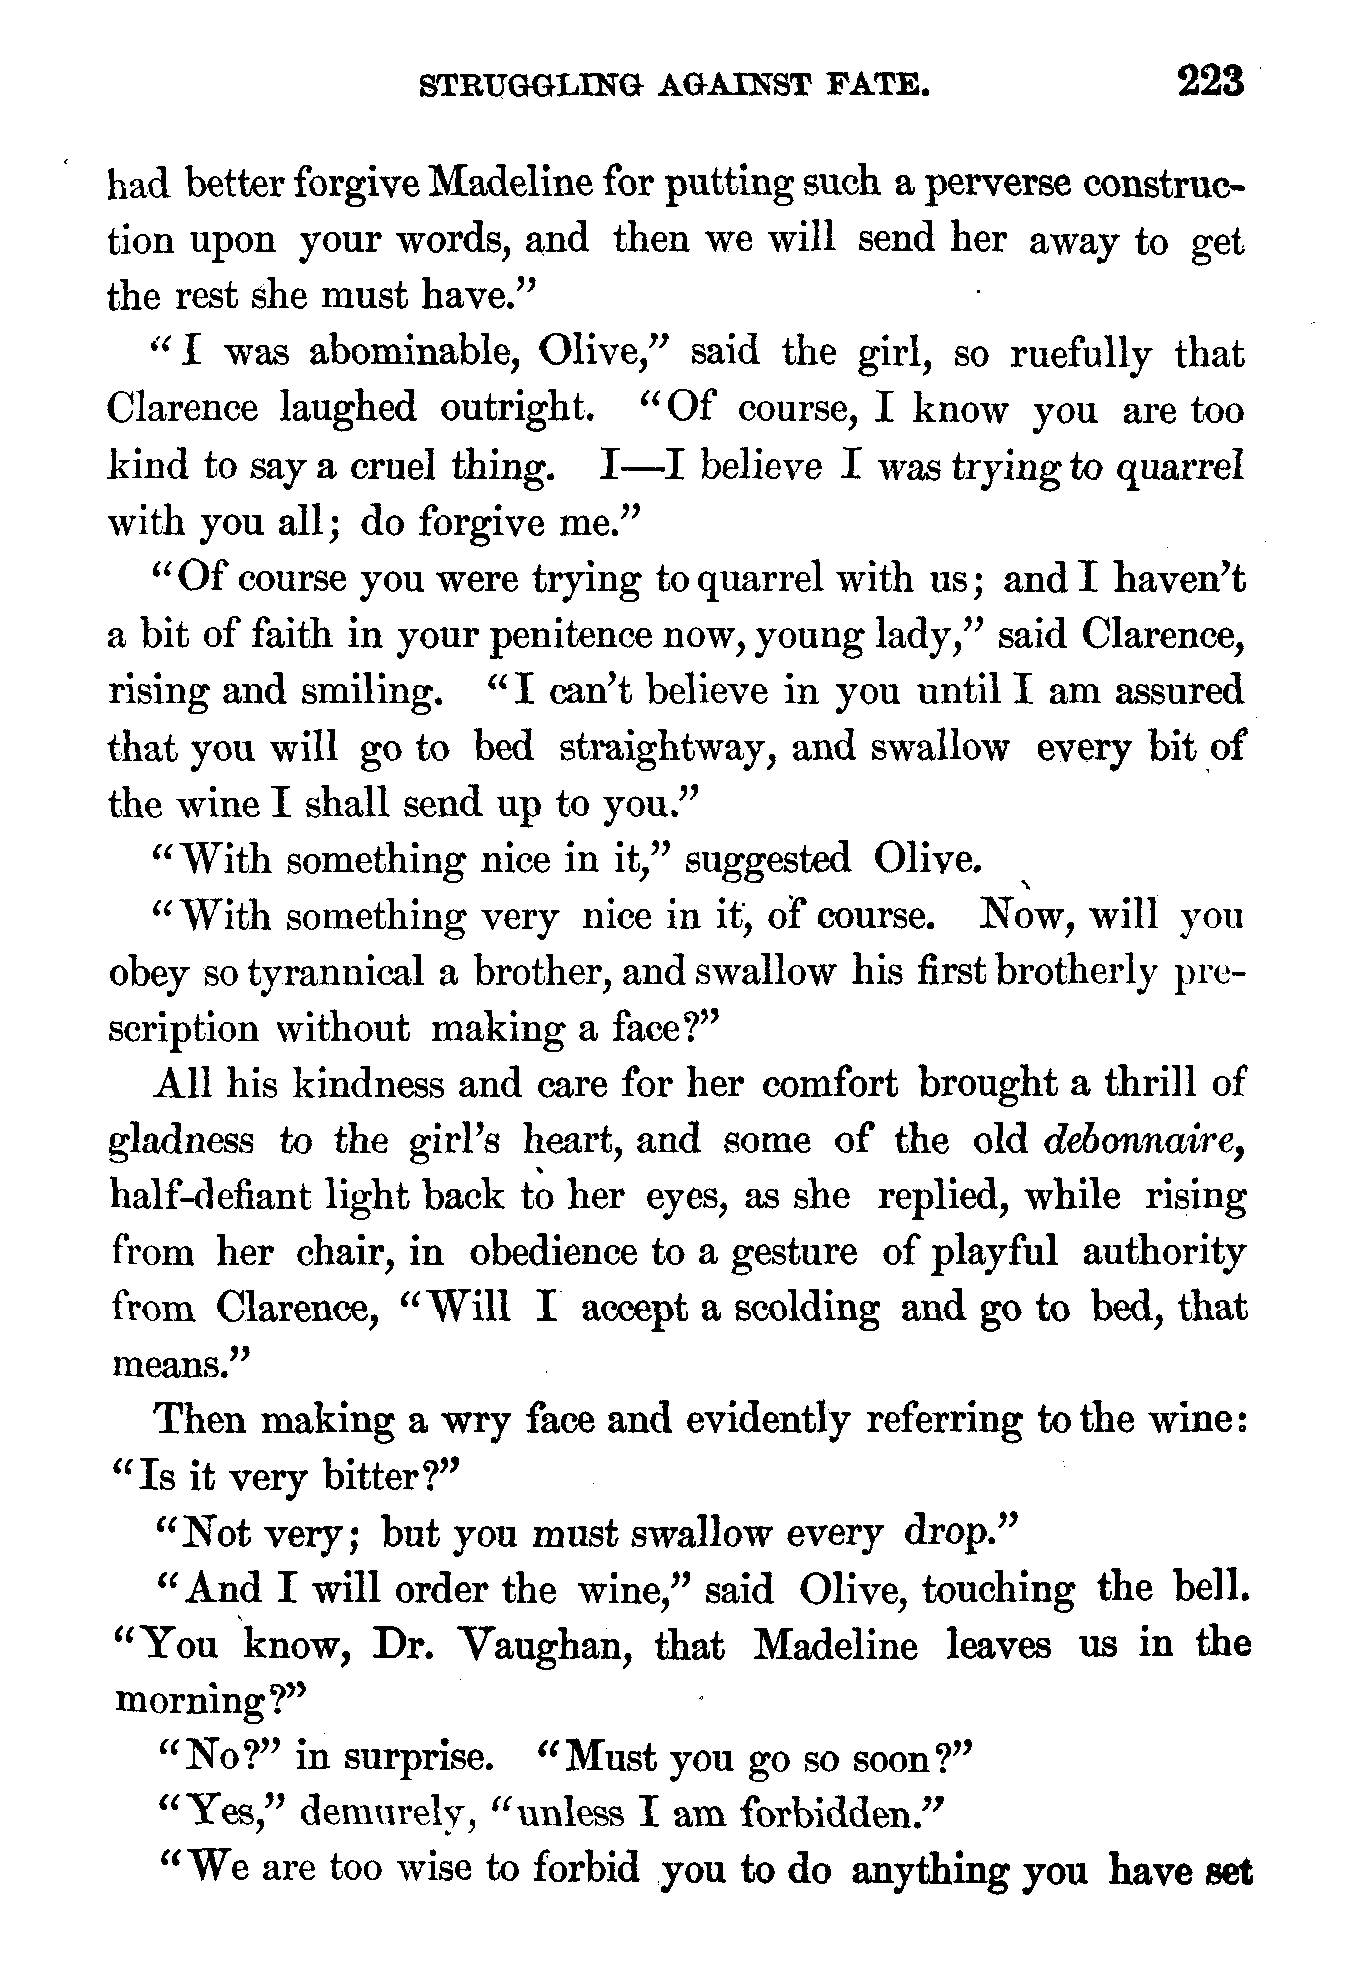 STRUGGLING AGAINST FATE. 223
had better forgive Madeline for putting such a perverse construc-
tion upon your words, and then we will send her away to get
the rest she must have.”
“I was abominable, Olive,” said the girl, so ruefully that
Clarence laughed outright. “Of course, I know you are too
kind to say a cruel thing. I—I believe I was trying to quarrel
with you all; do forgive me.”
“Of course you were trying to quarrel with us; and I haven’t
a bit of faith in your penitence now, young lady,” said Clarence,
rising and smiling. “I can’t believe in you until I am assured
that you will go to bed straightway, and swallow every bit of
the wine I shall send up to you.”
“With something nice in it,” suggested Olive.
“With something very nice in it, of course. Now, will you
obey so tyrannical a brother, and swallow his first brotherly pre-
scription without making a face?”
All his kindness and care for her comfort brought a thrill of
gladness to the girl’s heart, and some of the old debonnaire,
half-defiant light back to her eyes, as she replied, while rising
from her chair, in obedience to a gesture of playful authority
from Clarence, “Will I accept a scolding and go to bed, that
means.”
Then making a wry face and evidently referring to the wine:
“Is it very bitter?”
“Not very; but you must swallow every drop.”
“And I will order the wine,” said Olive, touching the bell.
“You know, Dr. Vaughan, that Madeline leaves us in the
morning?”
“No?” in surprise. “Must you go so soon?”
“Yes,” demurely, “unless I am forbidden.”
“We are too wise to forbid you to do anything you have set